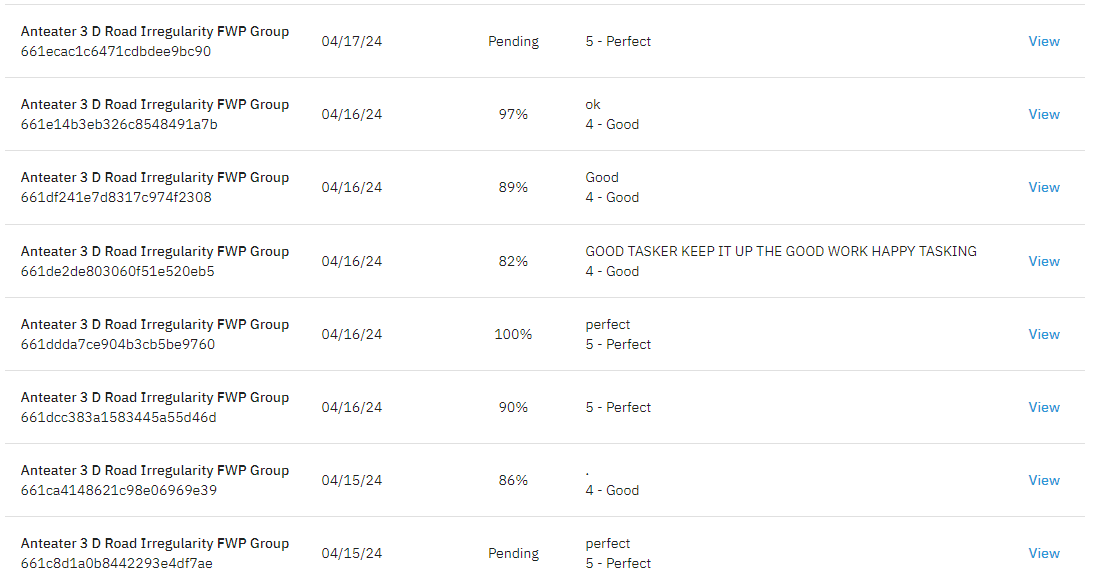 Anteater 3 D Road Irregularity FWP Group
661ecac1c6471cdbdee9bc90
04/17/24
Pending
5 - Perfect
View
Anteater 3 D Road Irregularity FWP Group
661e14b3eb326c8548491a7b
04/16/24
97%
ok
4 - Good
View
Anteater 3 D Road Irregularity FWP Group
661df241e7d8317c974f2308
04/16/24
89%
Good
4 - Good
View
Anteater 3 D Road Irregularity FWP Group
661de2de803060f51e520eb5
04/16/24
82%
GOOD TASKER KEEP IT UP THE GOOD WORK HAPPY TASKING
4 - Good
View
Anteater 3 D Road Irregularity FWP Group
661ddda7ce904b3cb5be9760
04/16/24
100%
perfect
5 - Perfect
View
Anteater 3 D Road Irregularity FWP Group
661dcc383a1583445a55d46d
04/16/24
90%
5 - Perfect
View
Anteater 3 D Road Irregularity FWP Group
661ca4148621c98e06969e39
04/15/24
86%
.
4 - Good
View
Anteater 3 D Road Irregularity FWP Group
661c8d1a0b8442293e4df7ae
04/15/24
Pending
perfect
5 - Perfect
View